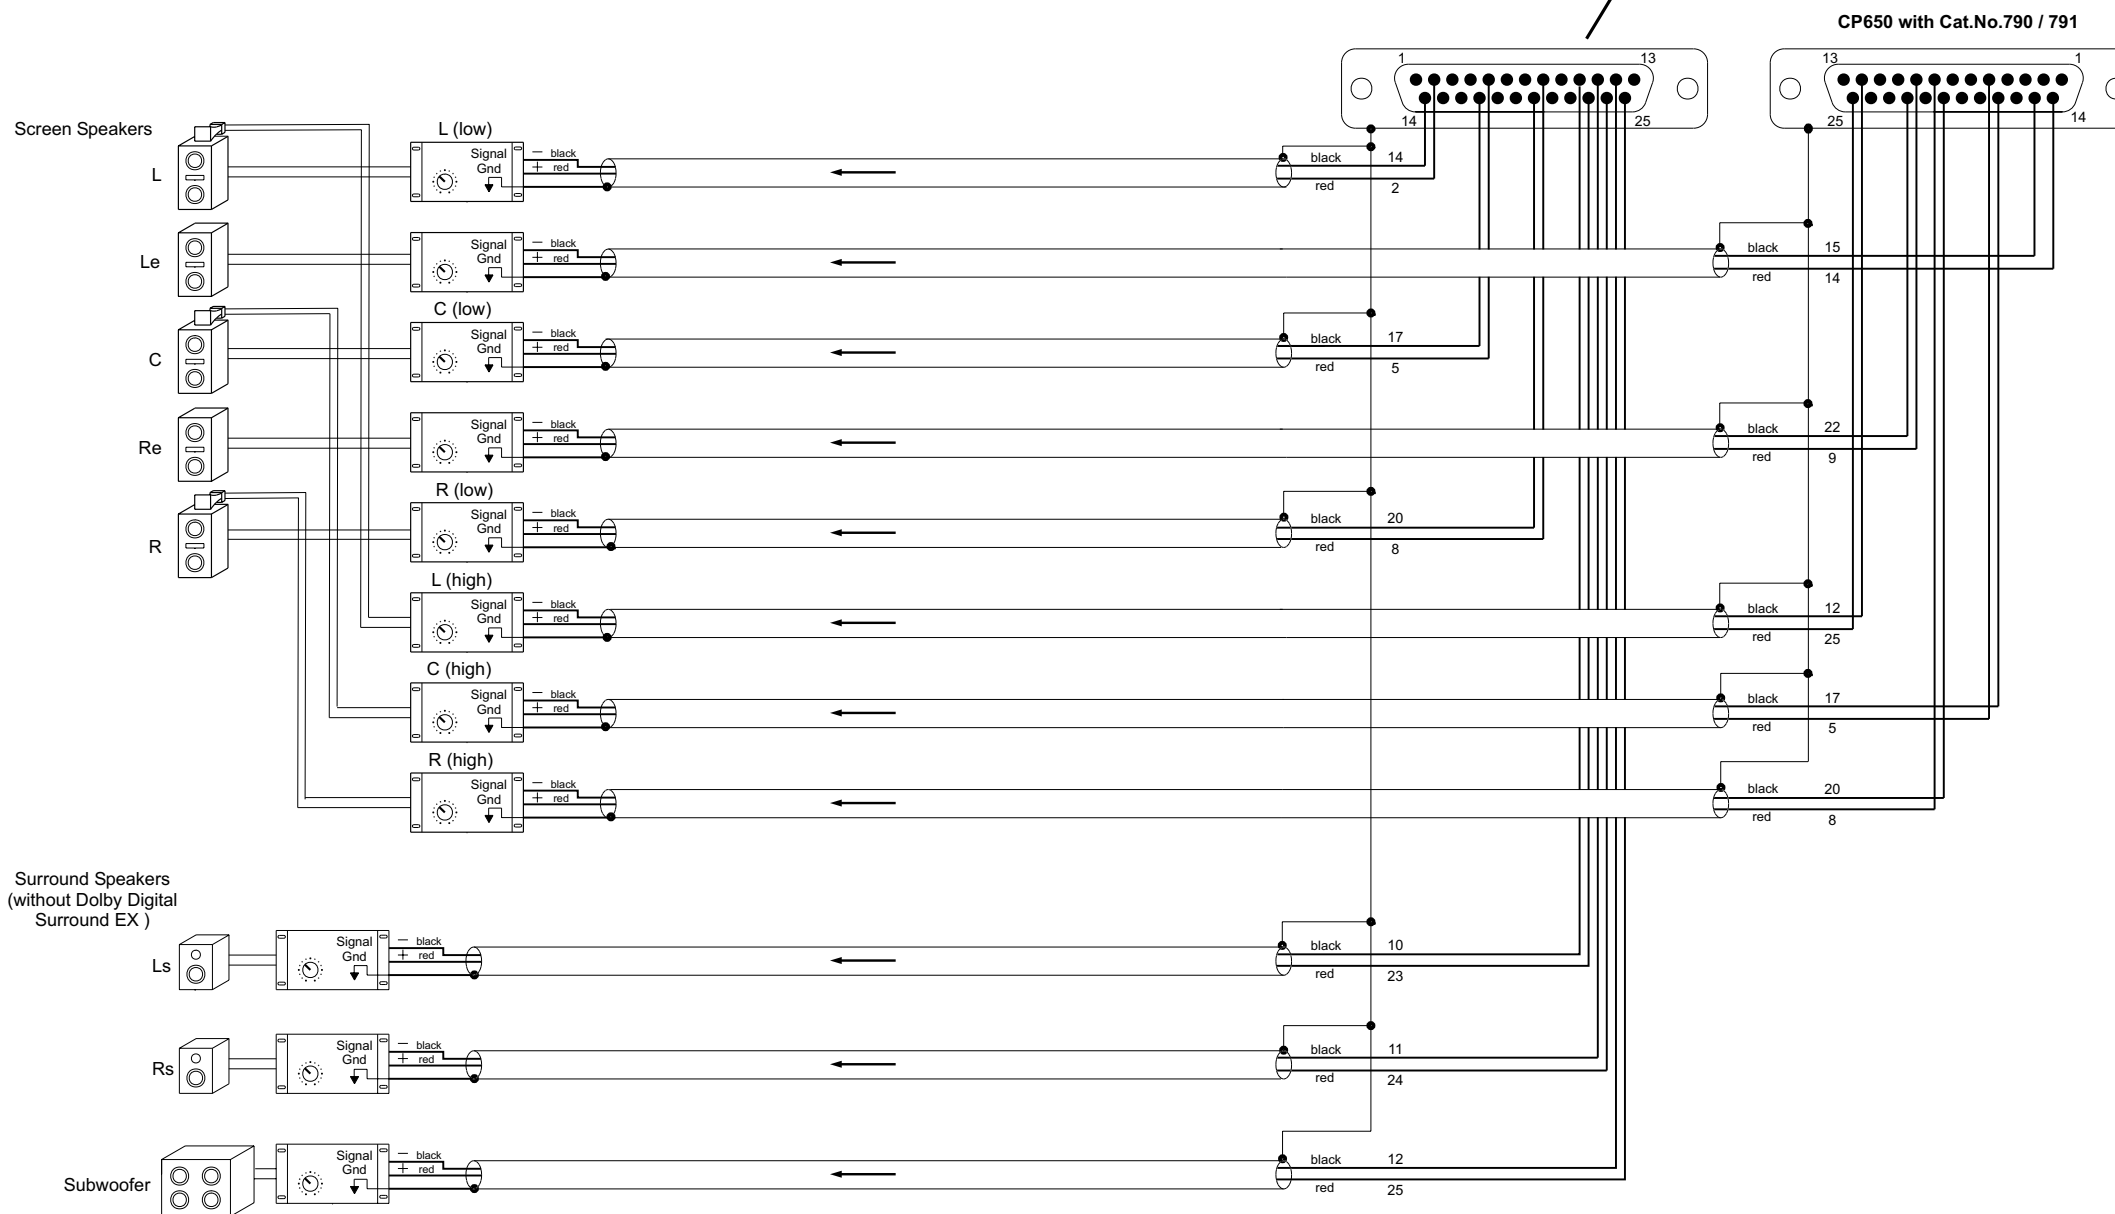 CP650 with Cat.No.790 / 791
1
13
13
1
14
25
25
14
Screen Speakers
L
L (low)
Signal
Gnd
— black
+ red
black 14
red 2
Le
Signal
Gnd
— black
+ red
black 15
red 14
C
C (low)
Signal
Gnd
— black
+ red
black 17
red 5
Re
Signal
Gnd
— black
+ red
black 22
red 9
R
R (low)
Signal
Gnd
— black
+ red
black 20
red 8
L (high)
Signal
Gnd
— black
+ red
black 12
red 25
C (high)
Signal
Gnd
— black
+ red
black 17
red 5
R (high)
Signal
Gnd
— black
+ red
black 20
red 8
Surround Speakers
(without Dolby Digital
Surround EX )
Ls
Signal
Gnd
— black
+ red
black 10
red 23
Rs
Signal
Gnd
— black
+ red
black 11
red 24
Subwoofer
Signal
Gnd
— black
+ red
black 12
red 25